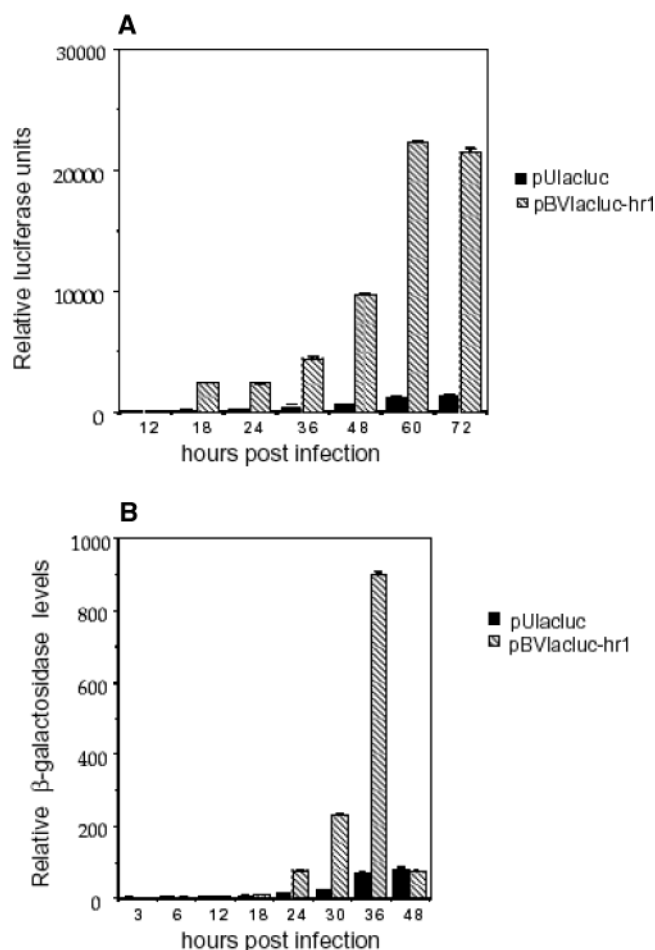 A
30000
20000
10000
0
Relative luciferase units
12 18 24 36 48 60 72
hours post infection
pUlacluc
pBVlacluc-hr1
B
1000
800
600
400
200
0
Relative β-galactosidase levels
3 6 12 18 24 30 36 48
hours post infection
pUlacluc
pBVlacluc-hr1